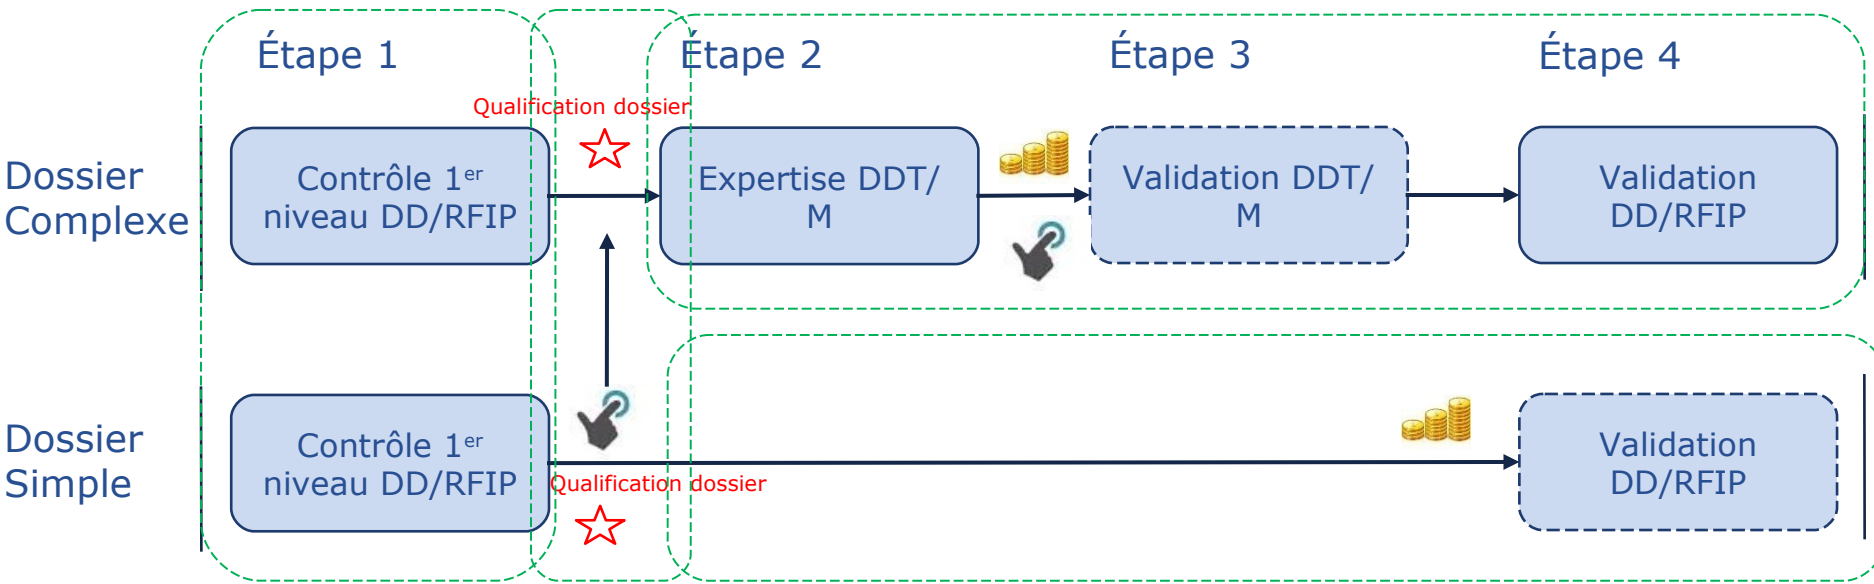 Étape 1
Étape 2
Étape 3
Étape 4
Qualification dossier
Dossier
Complexe
Contrôle 1er
niveau DD/RFIP
Expertise DDT/
M
Validation DDT/
M
Validation
DD/RFIP
Dossier
Simple
Contrôle 1er
niveau DD/RFIP
Qualification dossier
Validation
DD/RFIP